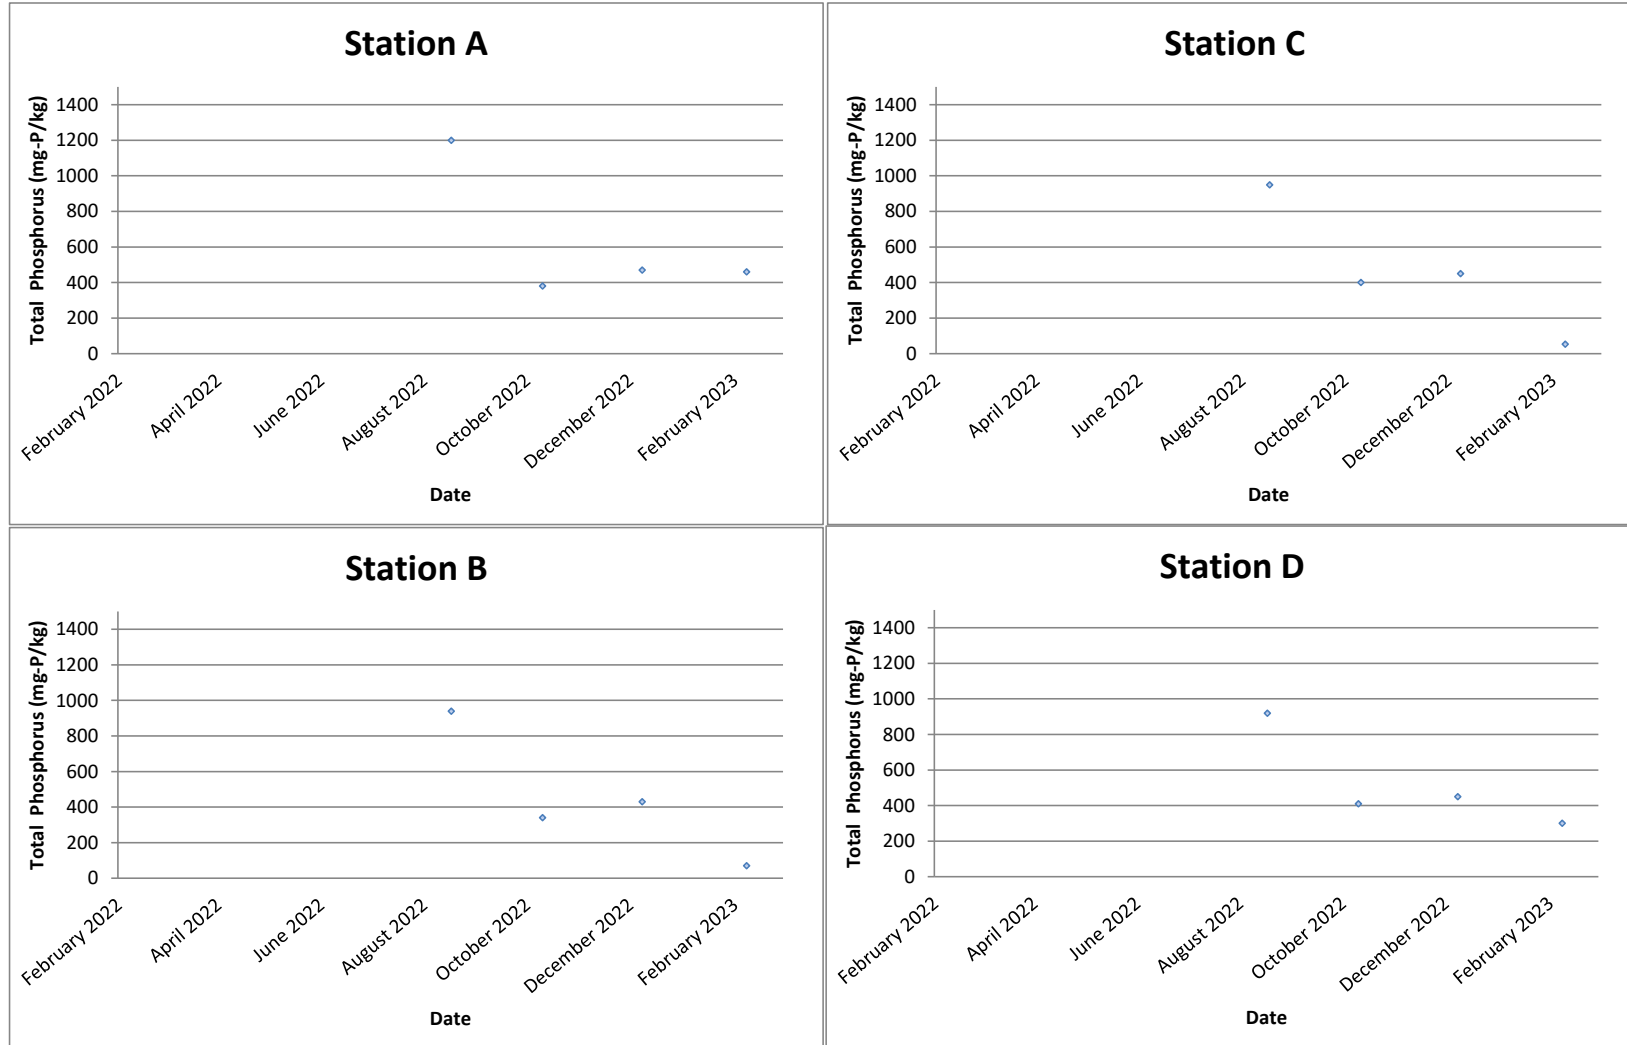 Station A
Total Phosphorus (mg-P/kg)
1400
1200
1000
800
600
400
200
0
February 2022
April 2022
June 2022
August 2022
October 2022
December 2022
February 2023
Date
Station C
Total Phosphorus (mg-P/kg)
1400
1200
1000
800
600
400
200
0
February 2022
April 2022
June 2022
August 2022
October 2022
December 2022
February 2023
Date
Station B
Total Phosphorus (mg-P/kg)
1400
1200
1000
800
600
400
200
0
February 2022
April 2022
June 2022
August 2022
October 2022
December 2022
February 2023
Date
Station D
Total Phosphorus (mg-P/kg)
1400
1200
1000
800
600
400
200
0
February 2022
April 2022
June 2022
August 2022
October 2022
December 2022
February 2023
Date